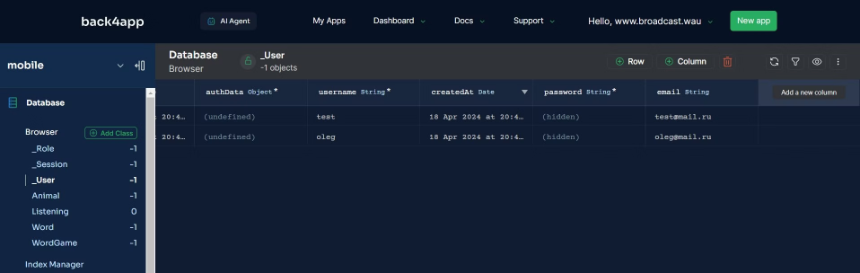 back4app AI Agent My Apps Dashboard Docs Support Hello, www.broadcast.wau New app
mobile
Database
Browser
_User
-1 objects
Row Column
Database
Browser Add Class
_Role -1
_Session -1
_User -1
Animal -1
Listening 0
Word -1
WordGame -1
Index Manager
authData Object* username String* createdAt Date password String* email String Add a new column
20:4… (undefined) test 18 Apr 2024 at 20:4… (hidden) test@mail.ru
20:4… (undefined) oleg 18 Apr 2024 at 20:4… (hidden) oleg@mail.ru